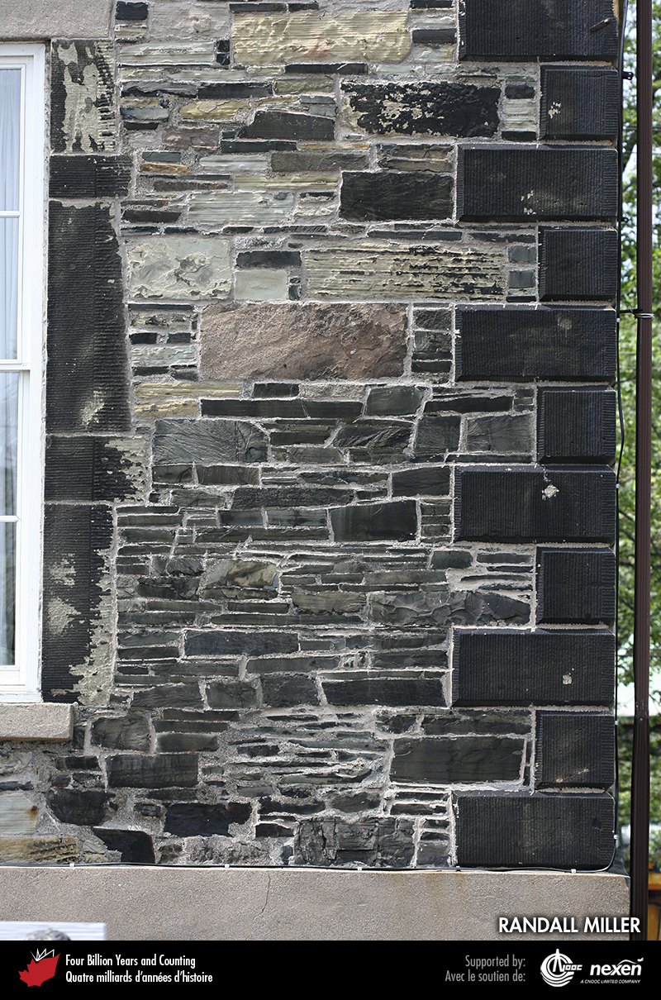 RANDALL MILLER
Four Billion Years and Counting
Quatre milliards d'années d'histoire
Supported by:
Avec le soutien de:
CNOOC
nexen
A CNOOC LIMITED COMPANY